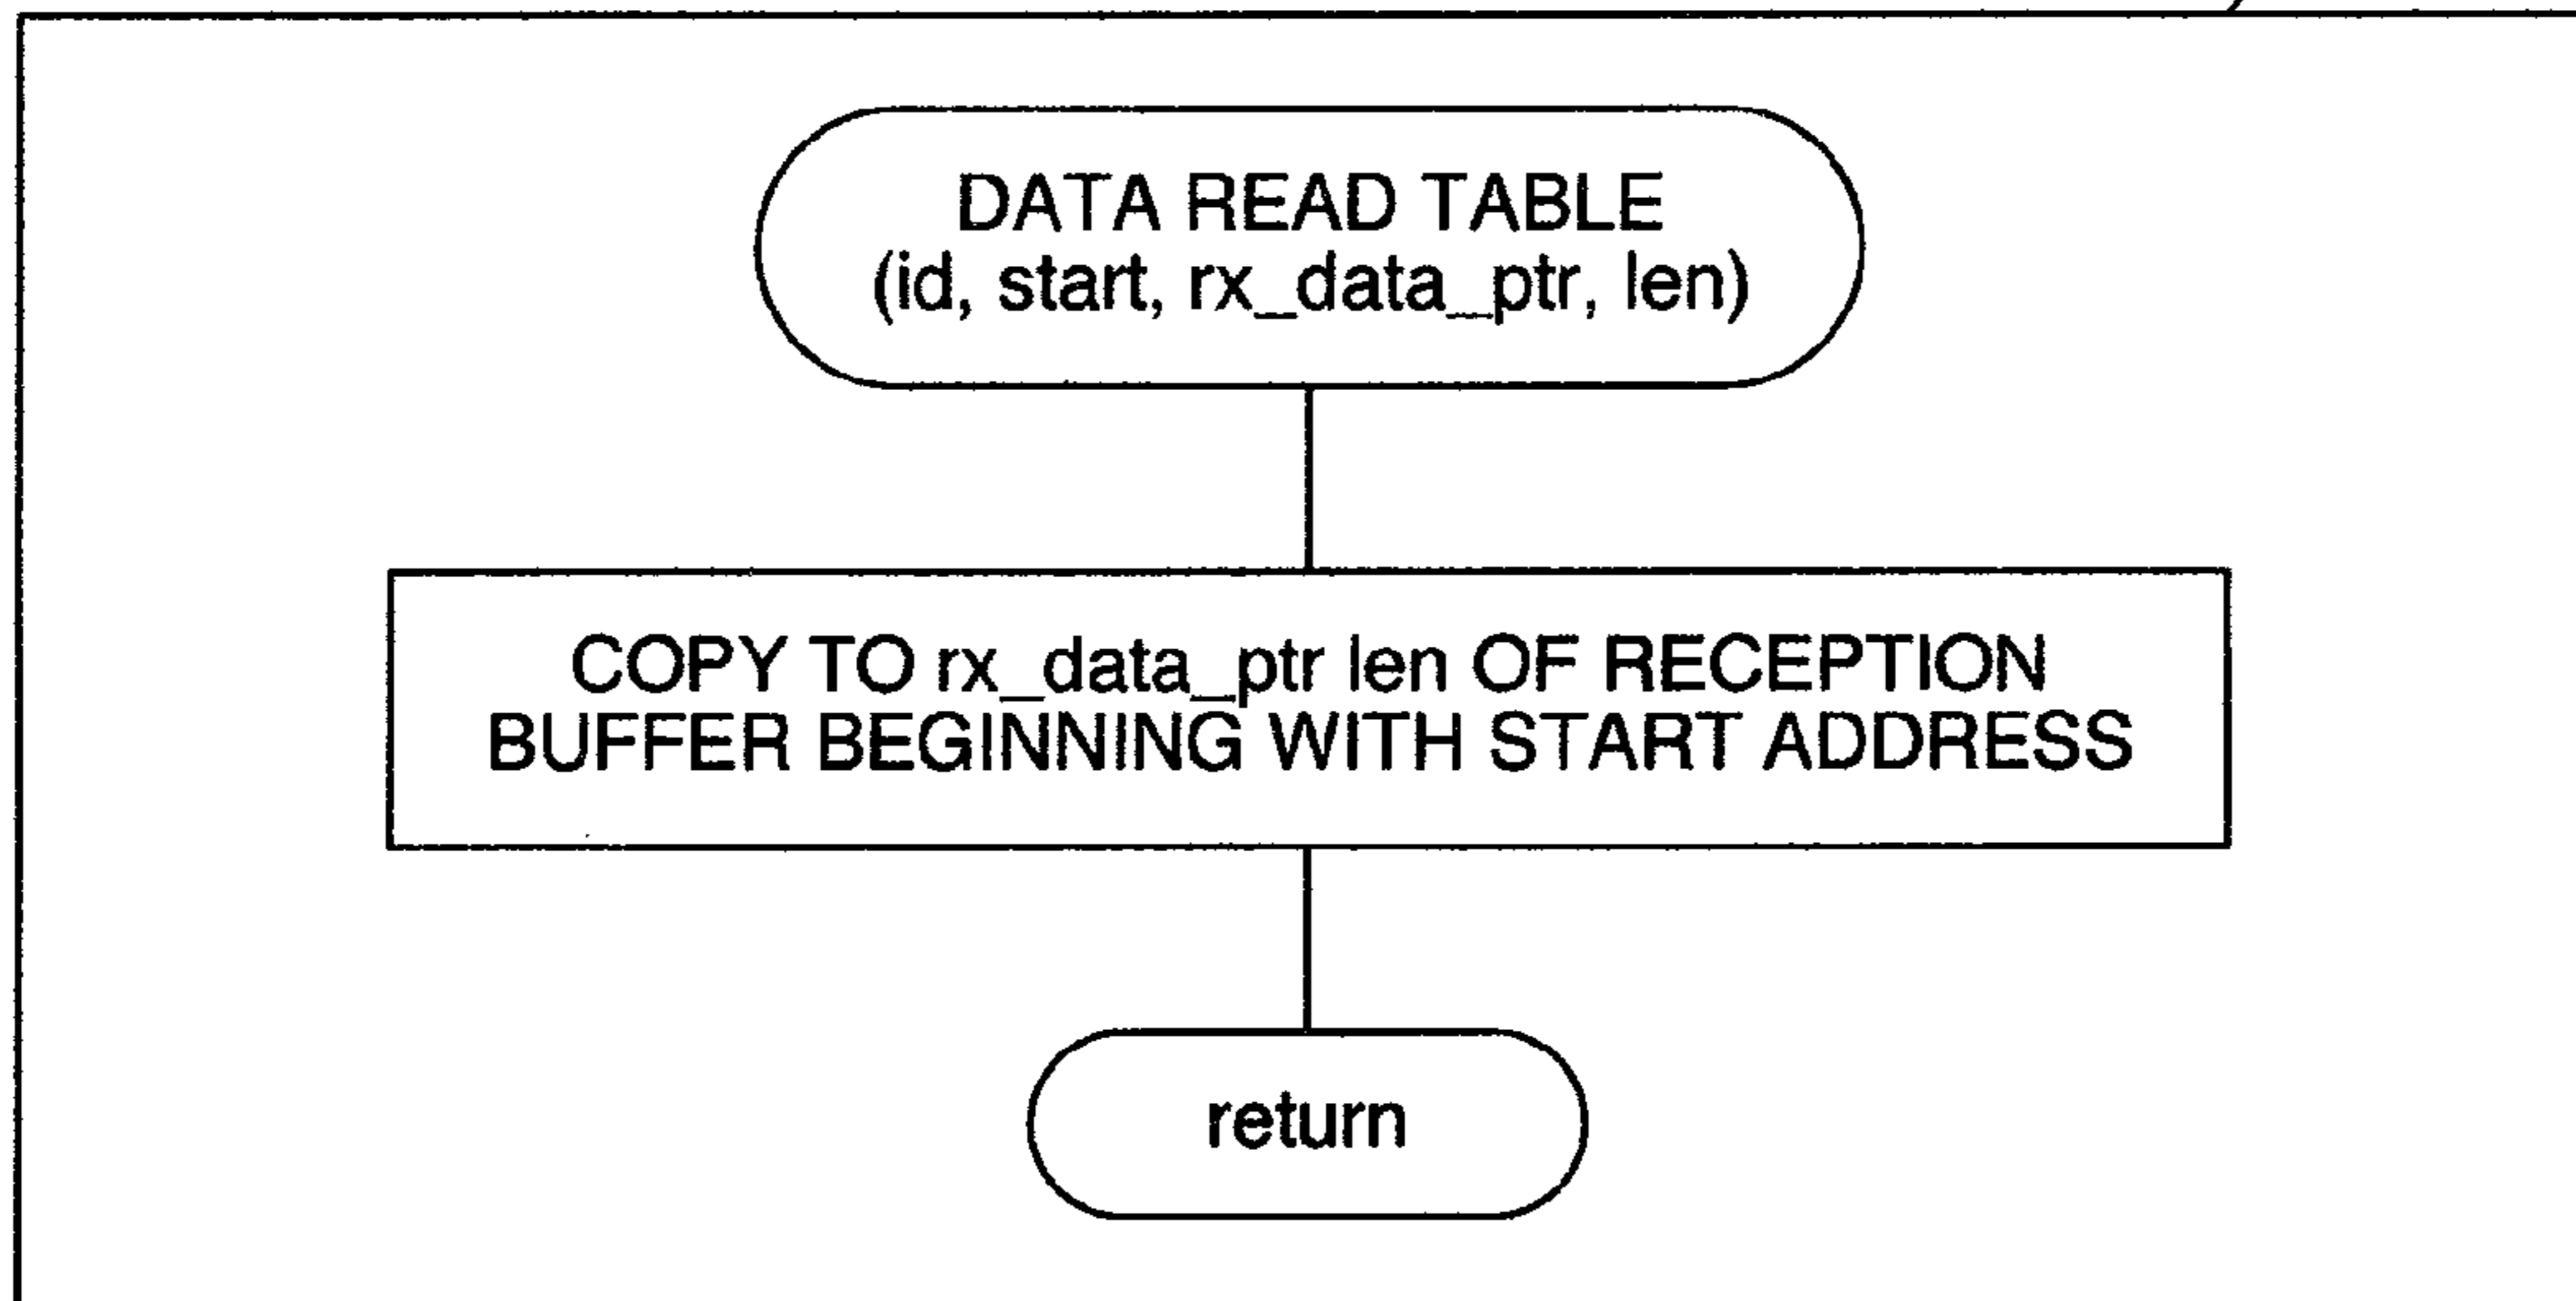 DATA READ TABLE
(id, start, rx_data_ptr, len)
COPY TO rx_data_ptr len OF RECEPTION
BUFFER BEGINNING WITH START ADDRESS
return